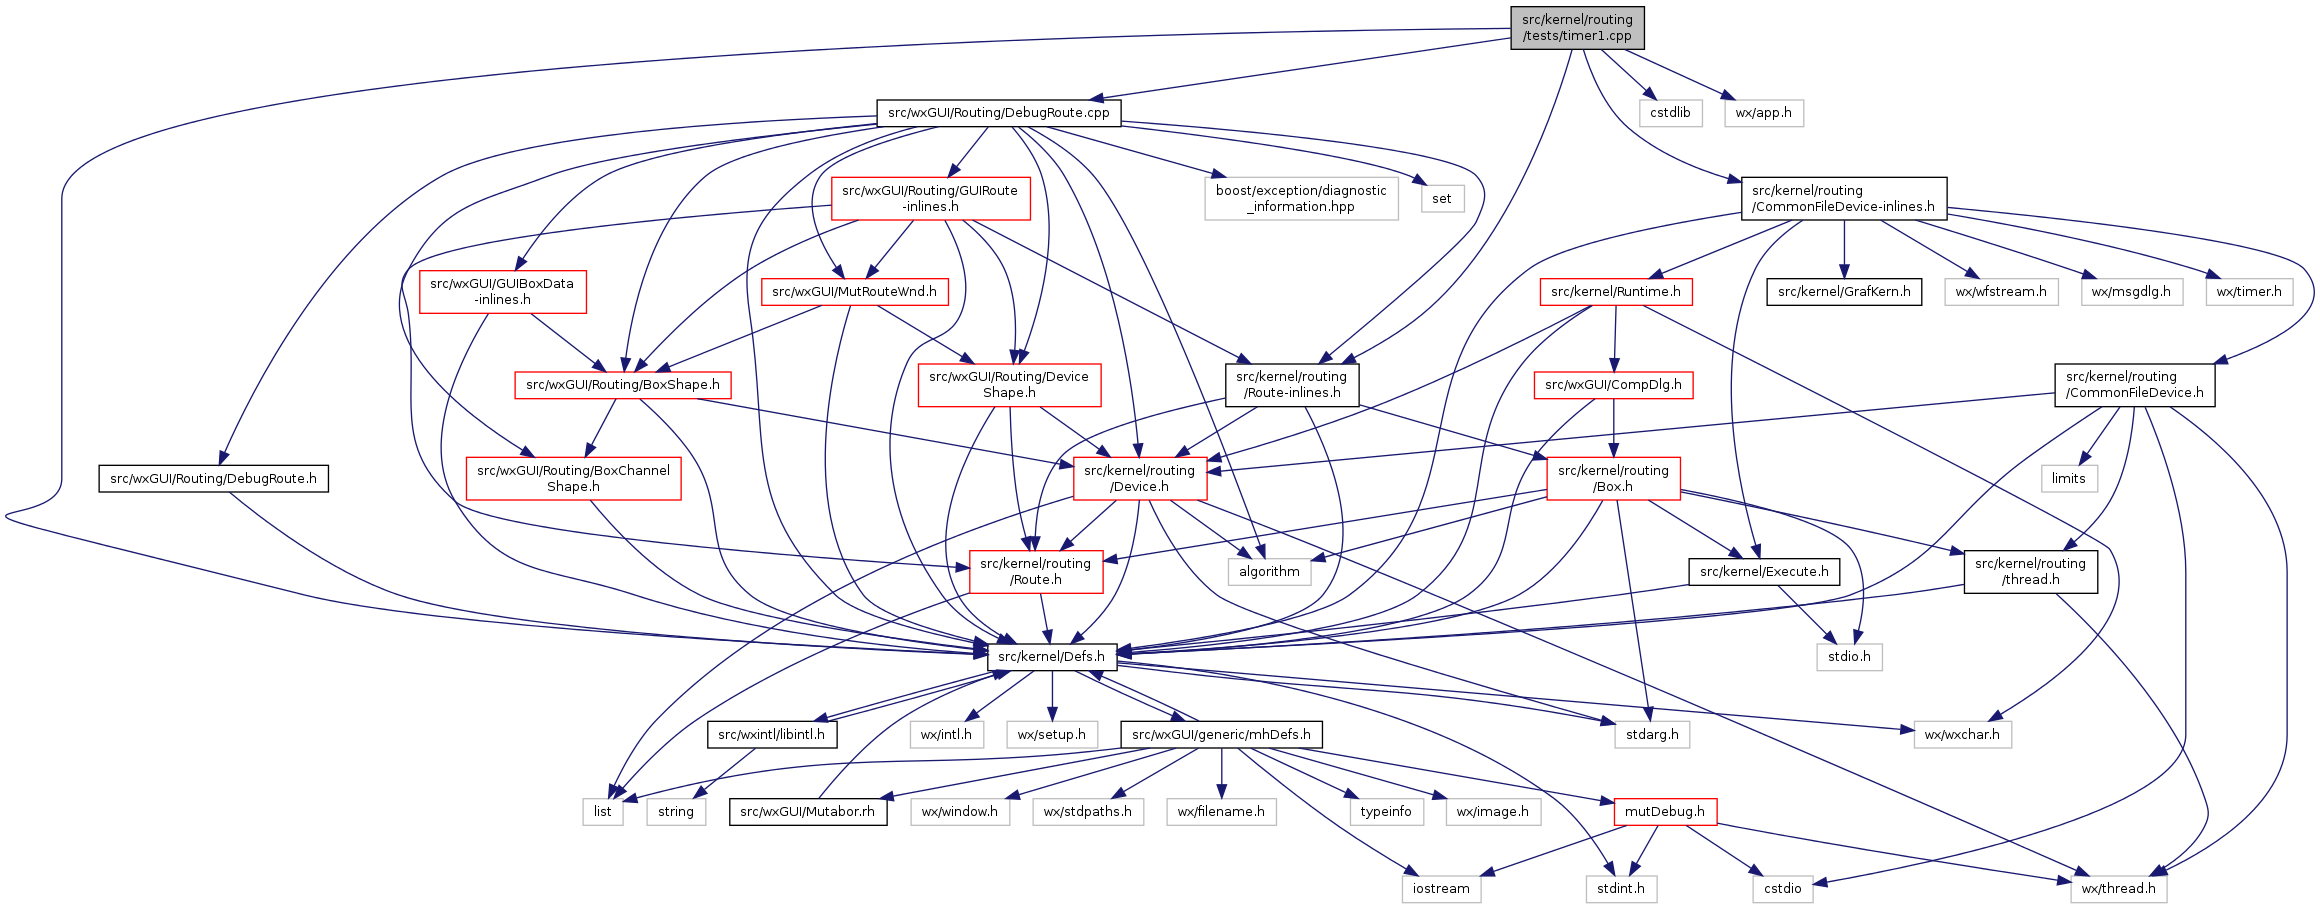 src/kernel/routing
/tests/timer1.cpp
src/wxGUI/Routing/DebugRoute.cpp
cstdlib
wx/app.h
src/wxGUI/Routing/GUIRoute
-inlines.h
boost/exception/diagnostic
_information.hpp
set
src/kernel/routing
/CommonFileDevice-inlines.h
src/wxGUI/GUIBoxData
-inlines.h
src/wxGUI/MutRouteWnd.h
src/kernel/Runtime.h
src/kernel/GrafKern.h
wx/wfstream.h
wx/msgdlg.h
wx/timer.h
src/wxGUI/Routing/BoxShape.h
src/wxGUI/Routing/Device
Shape.h
src/kernel/routing
/Route-inlines.h
src/wxGUI/CompDlg.h
src/kernel/routing
/CommonFileDevice.h
src/wxGUI/Routing/DebugRoute.h
src/wxGUI/Routing/BoxChannel
Shape.h
src/kernel/routing
/Device.h
src/kernel/routing
/Box.h
limits
src/kernel/routing
/Route.h
algorithm
src/kernel/Execute.h
src/kernel/routing
/thread.h
src/kernel/Defs.h
stdio.h
src/wxintl/libintl.h
wx/intl.h
wx/setup.h
src/wxGUI/generic/mhDefs.h
stdarg.h
wx/wxchar.h
list
string
src/wxGUI/Mutabor.rh
wx/window.h
wx/stdpaths.h
wx/filename.h
typeinfo
wx/image.h
mutDebug.h
iostream
stdint.h
cstdio
wx/thread.h